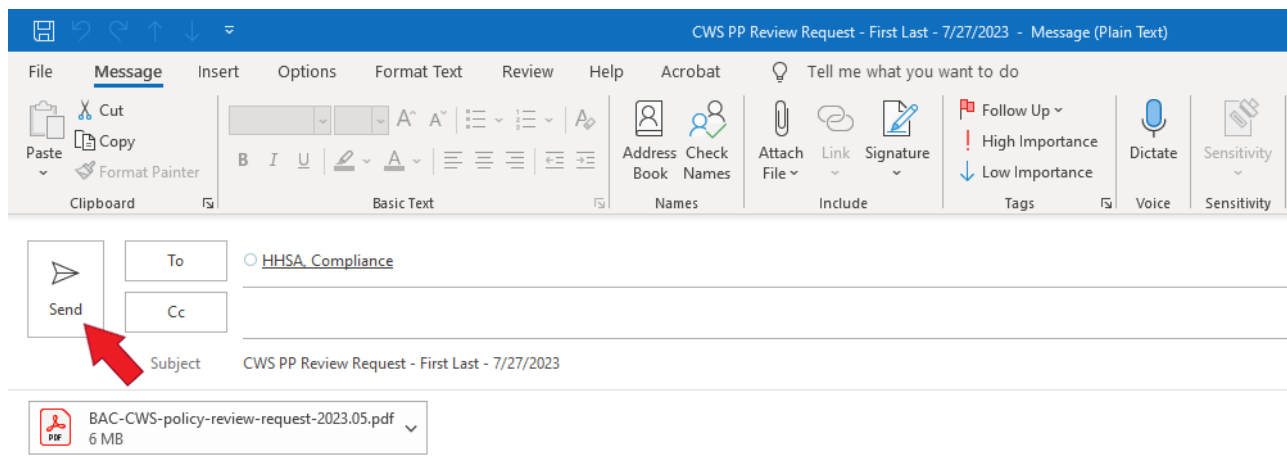 CWS PP Review Request - First Last - 7/27/2023 - Message (Plain Text)
File Message Insert Options Format Text Review Help Acrobat Tell me what you want to do
Paste
Cut
Copy
Format Painter
Clipboard
B I U A
A^ Aˇ
Basic Text
Address Book
Check Names
Names
Attach File
Link
Signature
Include
Follow Up
High Importance
Low Importance
Tags
Dictate
Voice
Sensitivity
Sensitivity
Send
To
HHSA, Compliance
Cc
Subject
CWS PP Review Request - First Last - 7/27/2023
PDF
BAC-CWS-policy-review-request-2023.05.pdf
6 MB